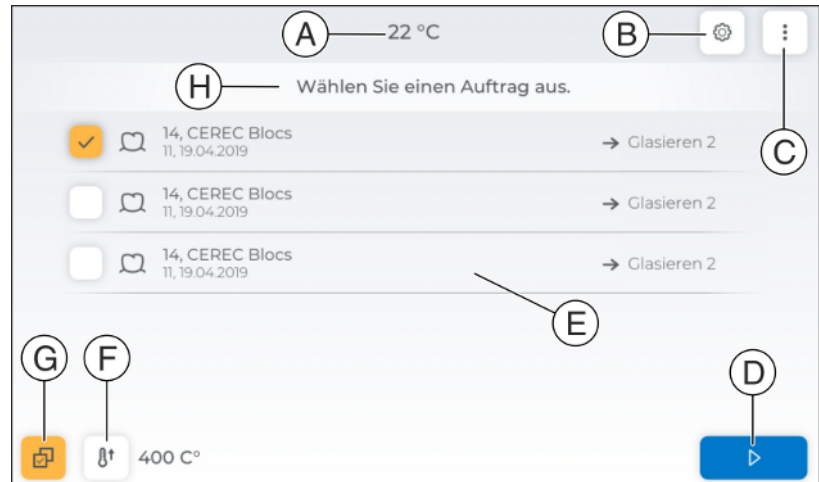 A 22 °C B
H Wählen Sie einen Auftrag aus.
14, CEREC Blocs
11, 19.04.2019
→ Glasieren 2
C
14, CEREC Blocs
11, 19.04.2019
→ Glasieren 2
14, CEREC Blocs
11, 19.04.2019
→ Glasieren 2
E
G F D
400 C°